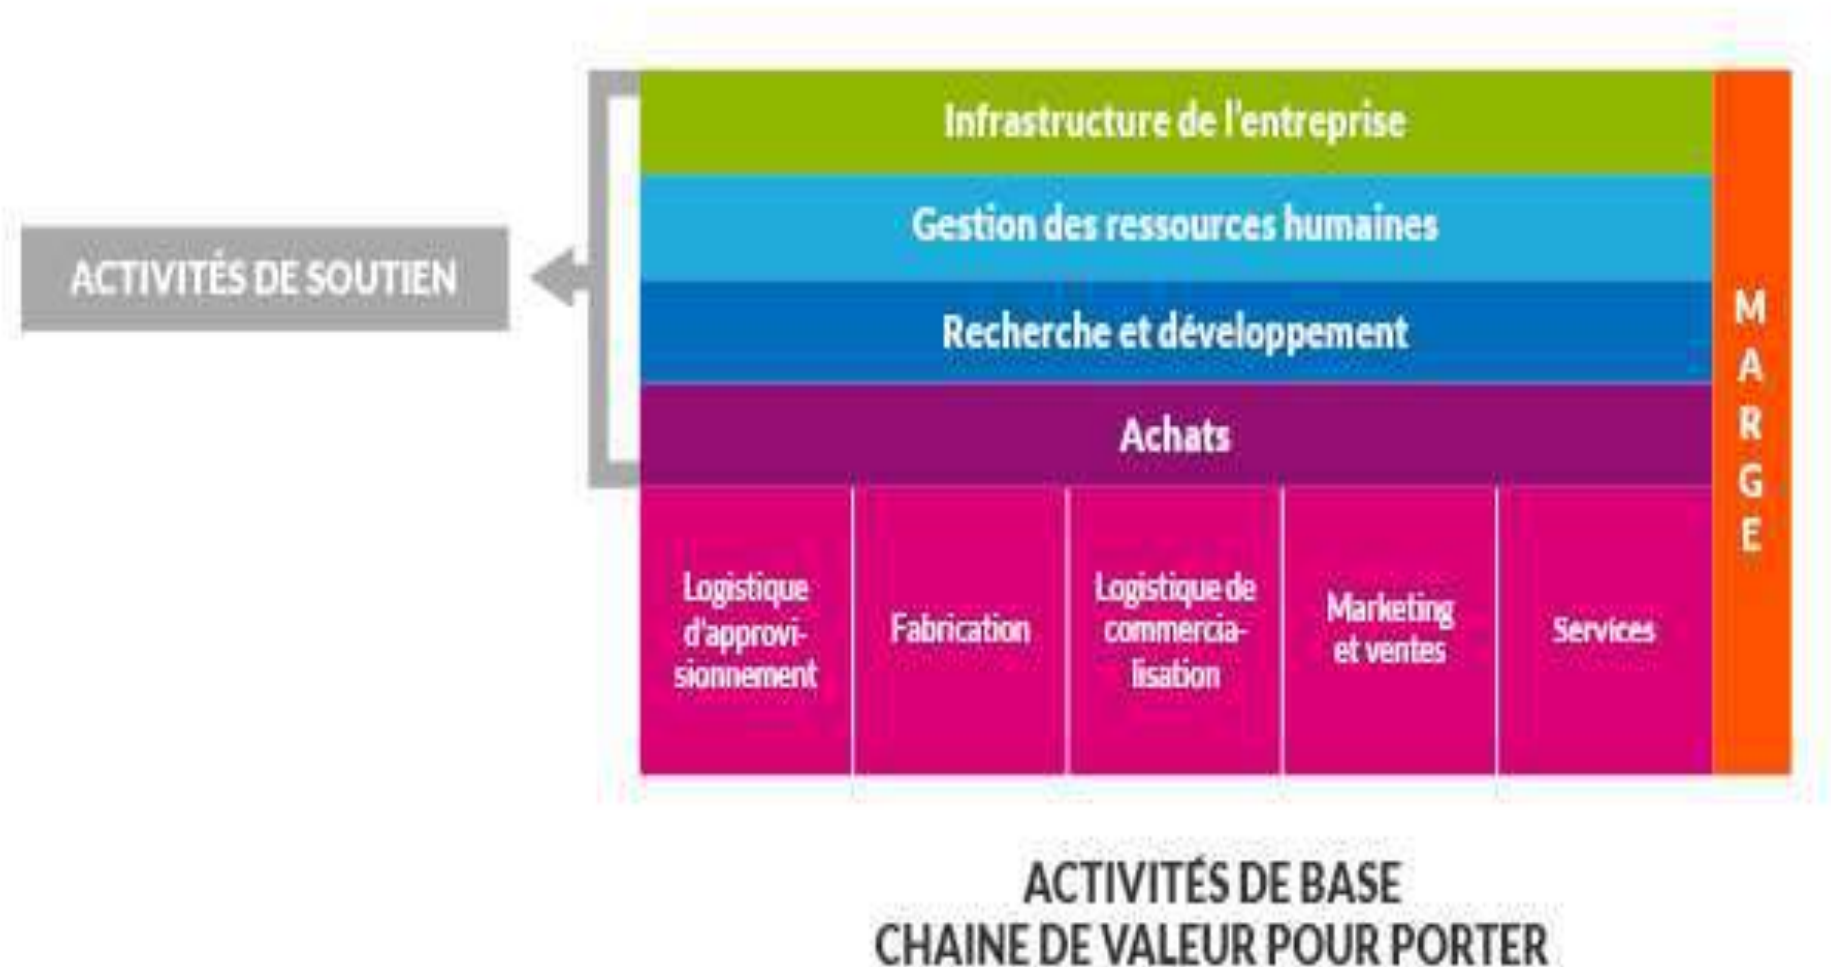 Infrastructure de l'entreprise
Gestion des ressources humaines
ACTIVITÉS DE SOUTIEN
Recherche et développement
Achats
Logistique
d'approvi-
sionnement
Fabrication
Logistique de
commercia-
lisation
Marketing
et ventes
Services
M
A
R
G
E
ACTIVITÉS DE BASE
CHAINE DE VALEUR POUR PORTER